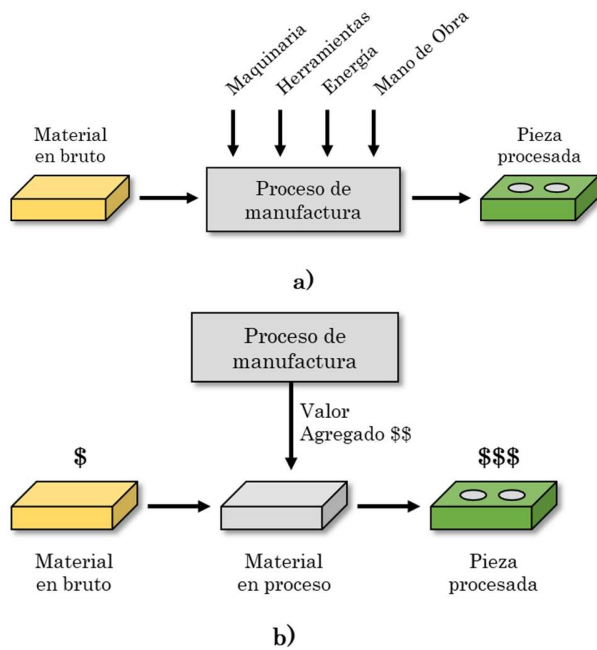 Maquinaria
Herramientas
Energía
Mano de Obra
Material
en bruto
Proceso de
manufactura
Pieza
procesada
a)
Proceso de
manufactura
Valor
Agregado $$
$
$$$
Material
en bruto
Material
en proceso
Pieza
procesada
b)